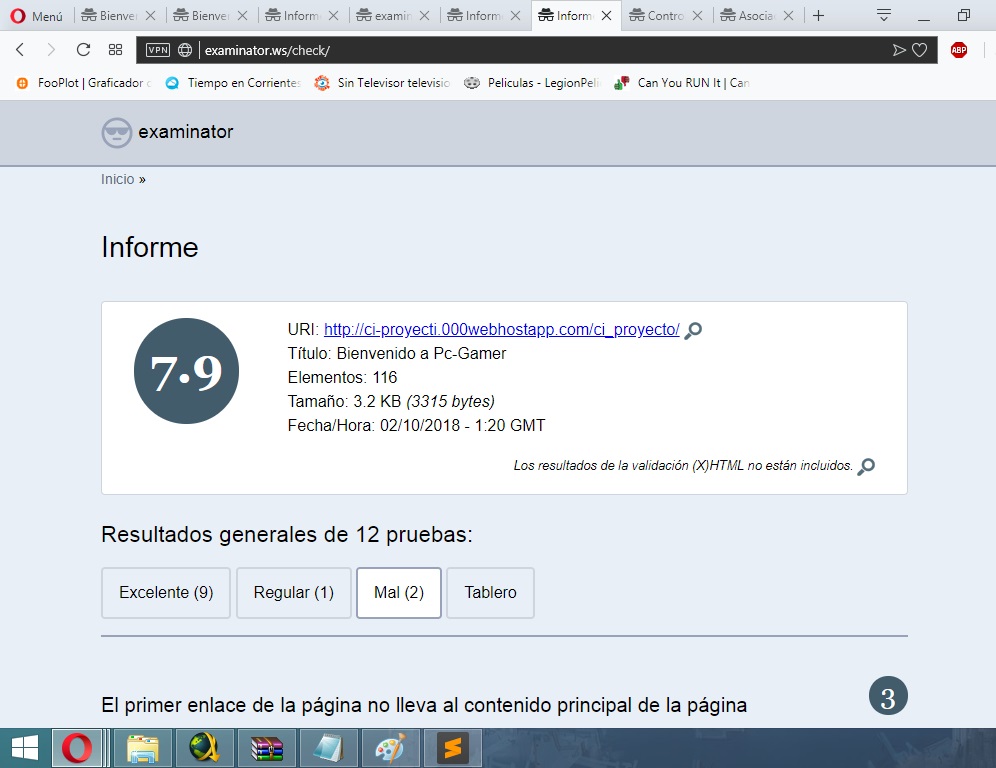 Menú Bienve Bienve Inform examin Inform Inform Contro Asocia
VPN examinator.ws/check/ ABP
FooPlot | Graficador Tiempo en Corrientes Sin Televisor televisio Peliculas - LegionPeli Can You RUN It | Can
examinator
Inicio »
Informe
7.9
URI: http://ci-proyecti.000webhostapp.com/ci_proyecto/
Título: Bienvenido a Pc-Gamer
Elementos: 116
Tamaño: 3.2 KB (3315 bytes)
Fecha/Hora: 02/10/2018 - 1:20 GMT
Los resultados de la validación (X)HTML no están incluidos.
Resultados generales de 12 pruebas:
Excelente (9) Regular (1) Mal (2) Tablero
El primer enlace de la página no lleva al contenido principal de la página 3